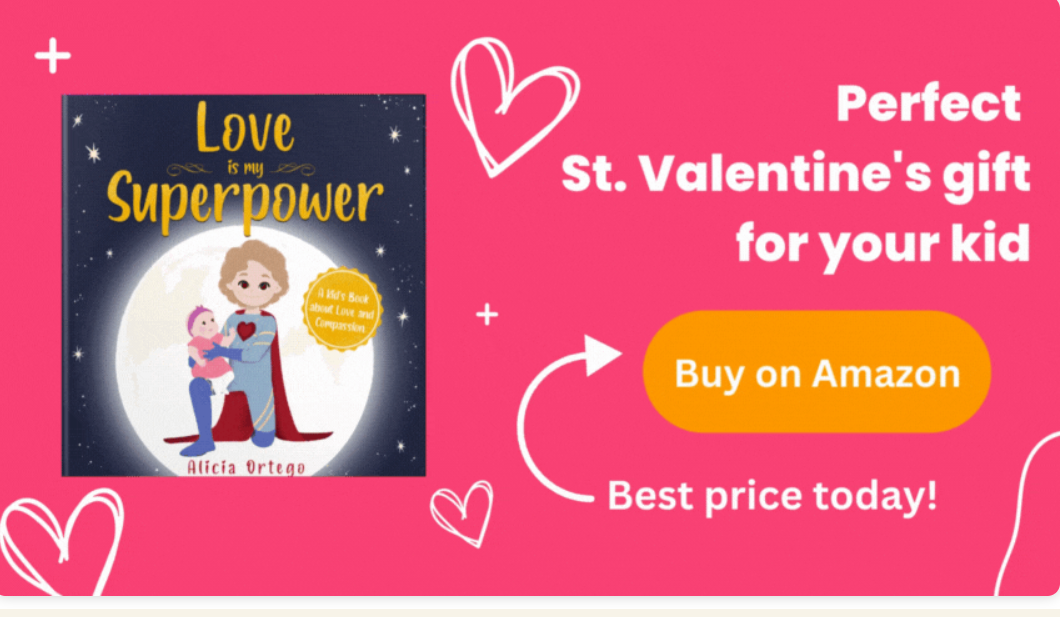 Love
is my
Superpower
A Kid's Book
about Love and
Compassion
Alicia Ortego
Perfect
St. Valentine's gift
for your kid
Buy on Amazon
Best price today!